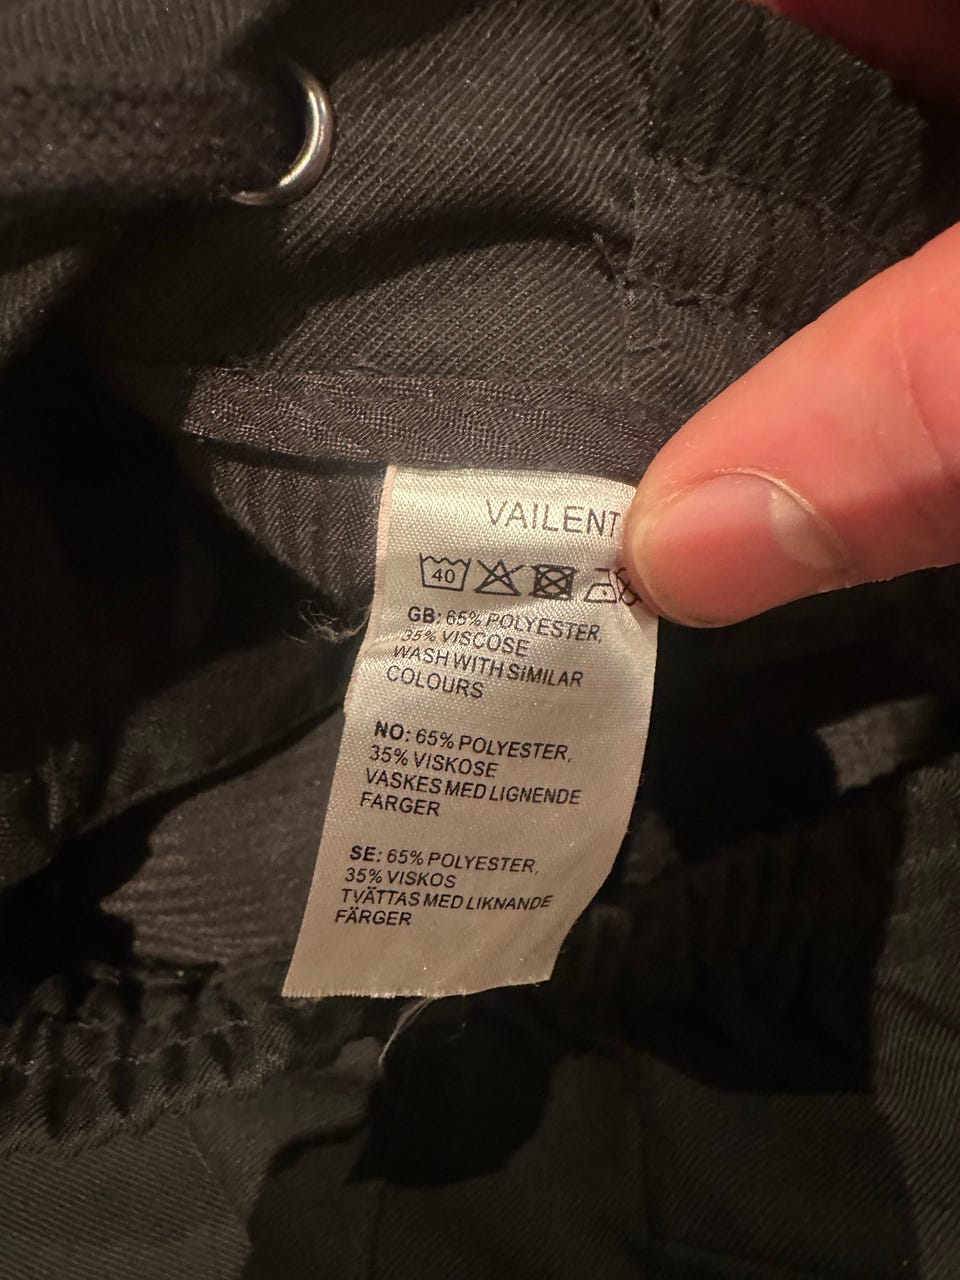 VAILENT
40
GB: 65% POLYESTER,
35% VISCOSE
WASH WITH SIMILAR
COLOURS
NO: 65% POLYESTER,
35% VISKOSE
VASKES MED LIGNENDE
FARGER
SE: 65% POLYESTER,
35% VISKOS
TVÄTTAS MED LIKNANDE
FÄRGER